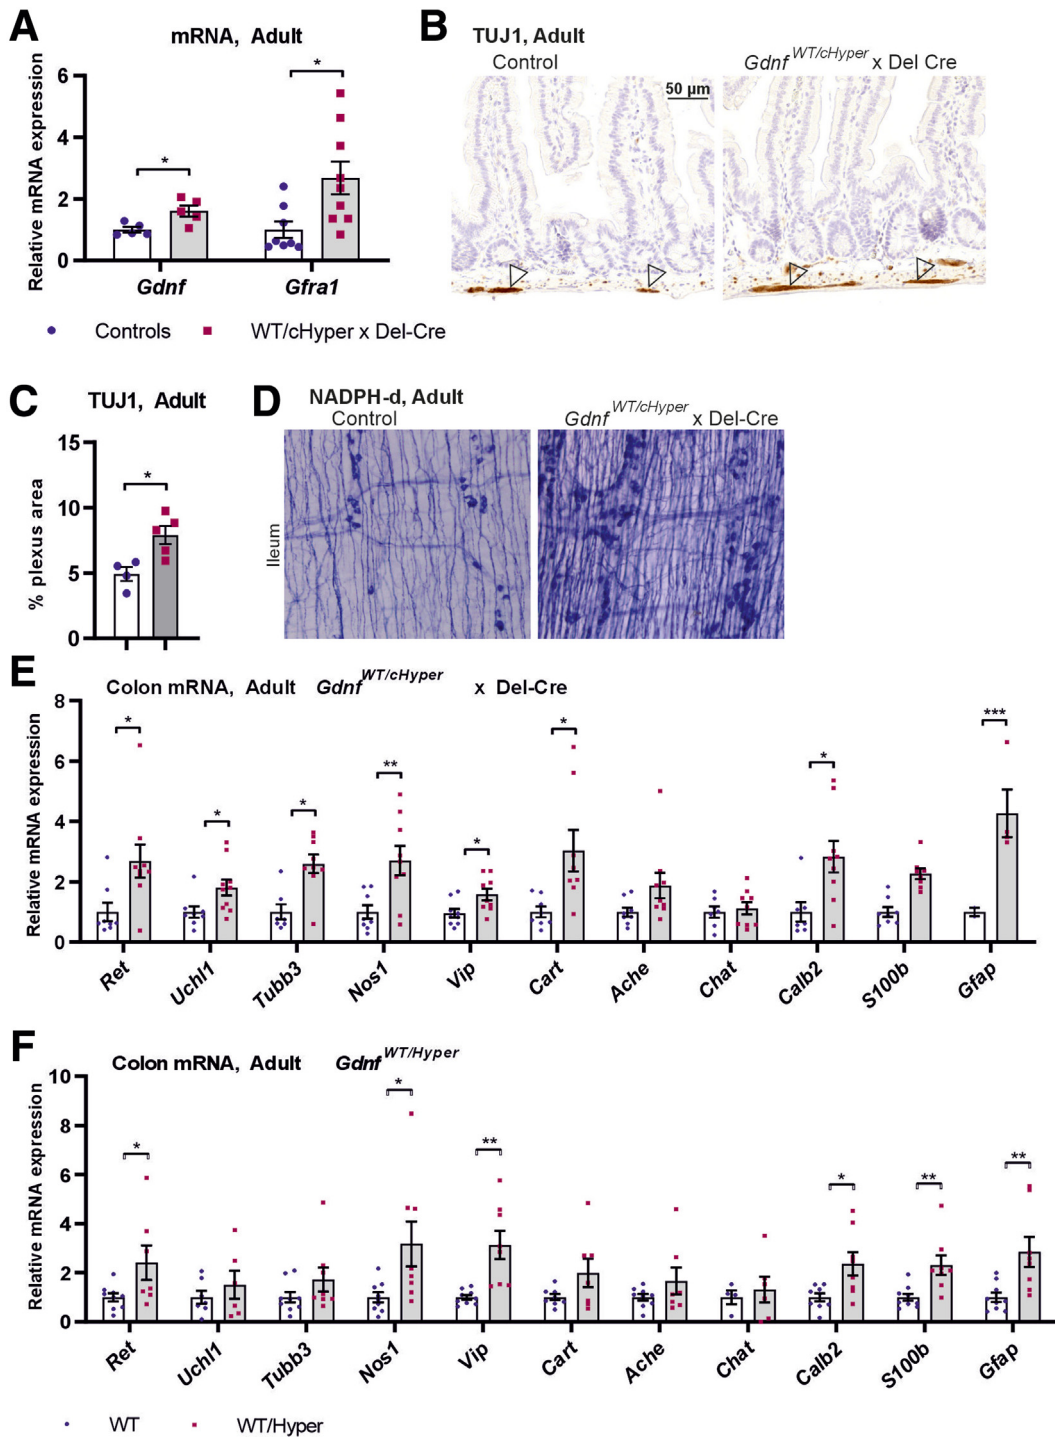 A
mRNA, Adult
Relative mRNA expression
6
4
2
0
*
*
Gdnf
Gfra1
Controls
WT/cHyper x Del-Cre
B
TUJ1, Adult
Control
Gdnf WT/cHyper x Del Cre
50 µm
C
TUJ1, Adult
% plexus area
15
10
5
0
*
D
NADPH-d, Adult
Control
Gdnf WT/cHyper x Del-Cre
Ileum
E
Colon mRNA, Adult Gdnf WT/cHyper x Del-Cre
Relative mRNA expression
8
6
4
2
0
*
*
*
**
*
*
*
***
Ret
Uchl1
Tubb3
Nos1
Vip
Cart
Ache
Chat
Calb2
S100b
Gfap
F
Colon mRNA, Adult Gdnf WT/Hyper
Relative mRNA expression
10
8
6
4
2
0
*
*
**
*
**
**
Ret
Uchl1
Tubb3
Nos1
Vip
Cart
Ache
Chat
Calb2
S100b
Gfap
WT
WT/Hyper